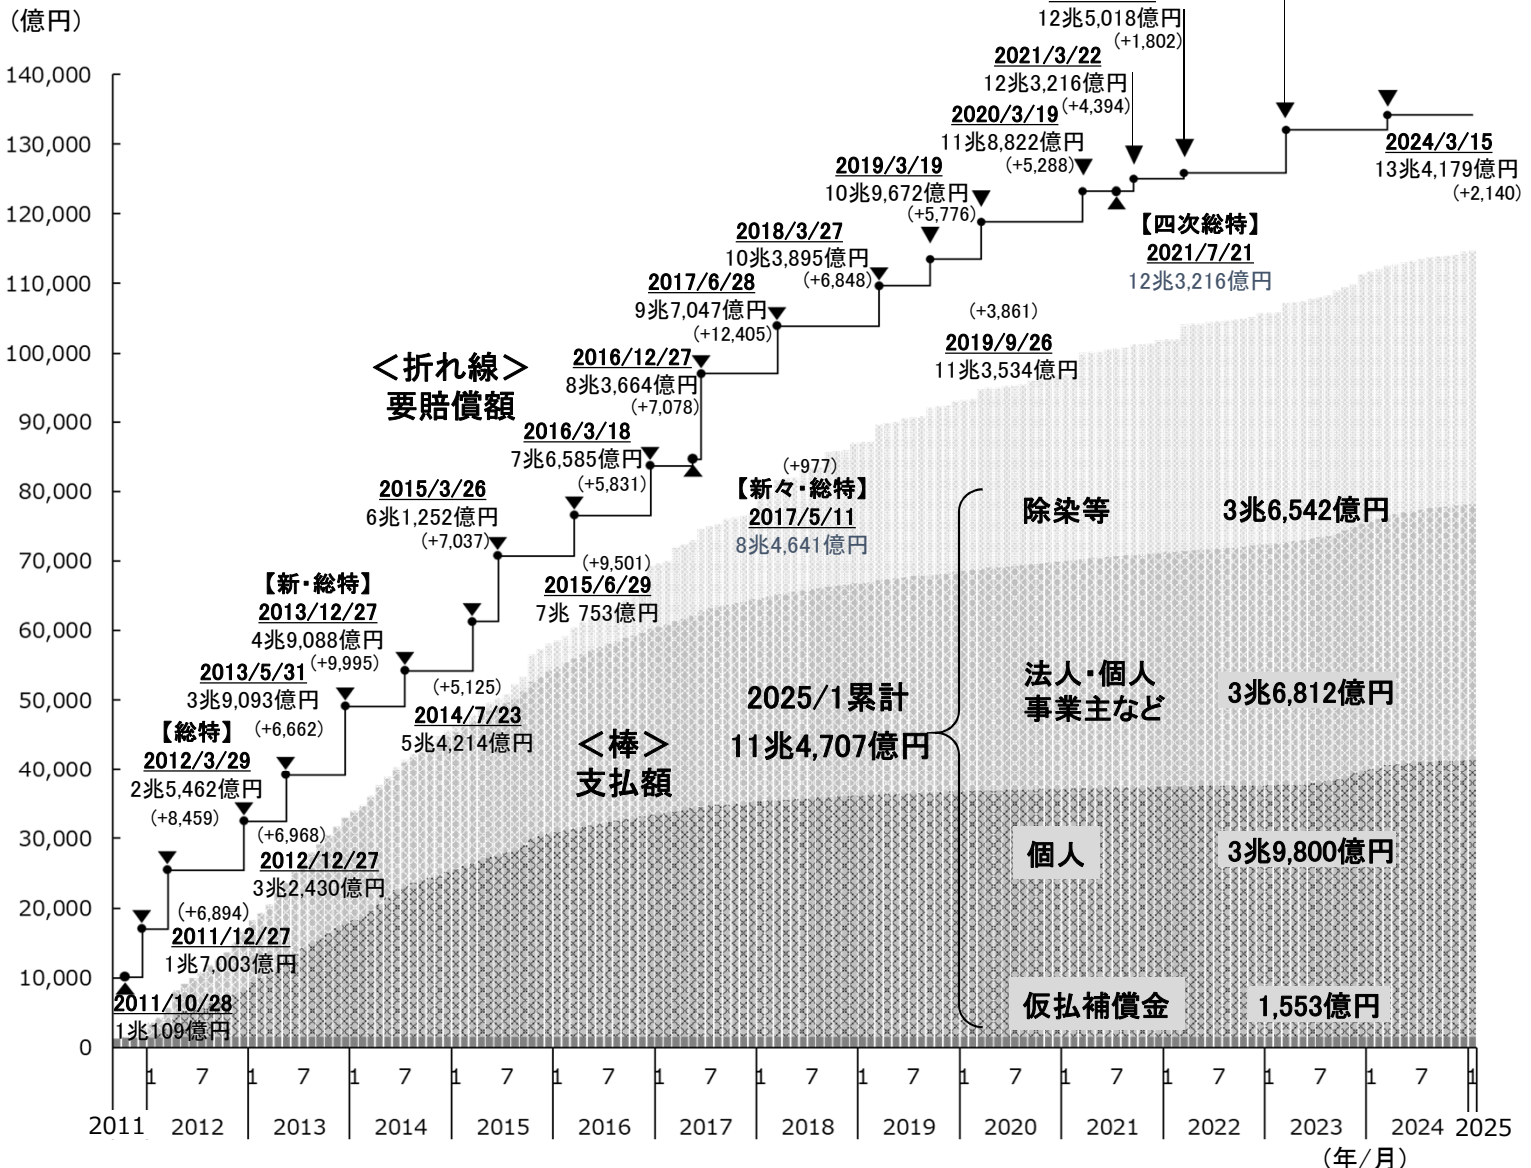 （億円）
140,000
130,000
120,000
110,000
100,000
90,000
80,000
70,000
60,000
50,000
40,000
30,000
20,000
10,000
0
12兆5,018億円
(+1,802)
2021/3/22
12兆3,216億円
(+4,394)
2020/3/19
11兆8,822億円
(+5,288)
2019/3/19
10兆9,672億円
(+5,776)
2018/3/27
10兆3,895億円
(+6,848)
2017/6/28
9兆7,047億円
(+12,405)
2016/12/27
8兆3,664億円
(+7,078)
2016/3/18
7兆6,585億円
(+5,831)
2015/3/26
6兆1,252億円
(+7,037)
【新・総特】
2013/12/27
4兆9,088億円
(+9,995)
2013/5/31
3兆9,093億円
(+6,662)
【総特】
2012/3/29
2兆5,462億円
(+8,459)
(+6,968)
2012/12/27
3兆2,430億円
(+6,894)
2011/12/27
1兆7,003億円
2011/10/28
1兆109億円
(+5,125)
2014/7/23
5兆4,214億円
(+9,501)
2015/6/29
7兆 753億円
(+977)
【新々・総特】
2017/5/11
8兆4,641億円
(+3,861)
2019/9/26
11兆3,534億円
【四次総特】
2021/7/21
12兆3,216億円
2024/3/15
13兆4,179億円
(+2,140)
＜折れ線＞
要賠償額
＜棒＞
支払額
2025/1累計
11兆4,707億円
除染等 3兆6,542億円
法人・個人
事業主など 3兆6,812億円
個人 3兆9,800億円
仮払補償金 1,553億円
1 7 1 7 1 7 1 7 1 7 1 7 1 7 1 7 1 7 1 7 1 7 1 7 1 7 1
2011 2012 2013 2014 2015 2016 2017 2018 2019 2020 2021 2022 2023 2024 2025
（年/月）